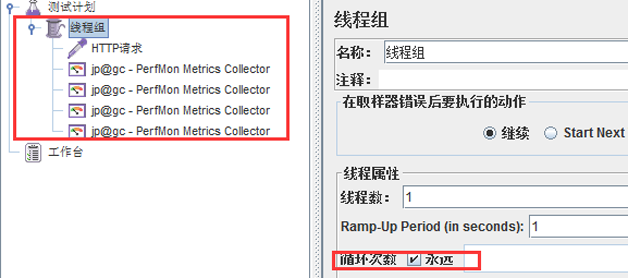 测试计划
线程组
HTTP请求
jp@gc - PerfMon Metrics Collector
jp@gc - PerfMon Metrics Collector
jp@gc - PerfMon Metrics Collector
jp@gc - PerfMon Metrics Collector
工作台
线程组
名称： 线程组
注释：
在取样器错误后要执行的动作
继续 Start Next
线程属性
线程数： 1
Ramp-Up Period (in seconds): 1
循环次数 永远